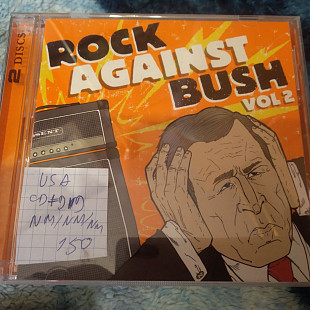 2 DISCS
ROCK
AGAINST
BUSH
VOL 2
USA
CD+DVD
NM/NM/NM
150